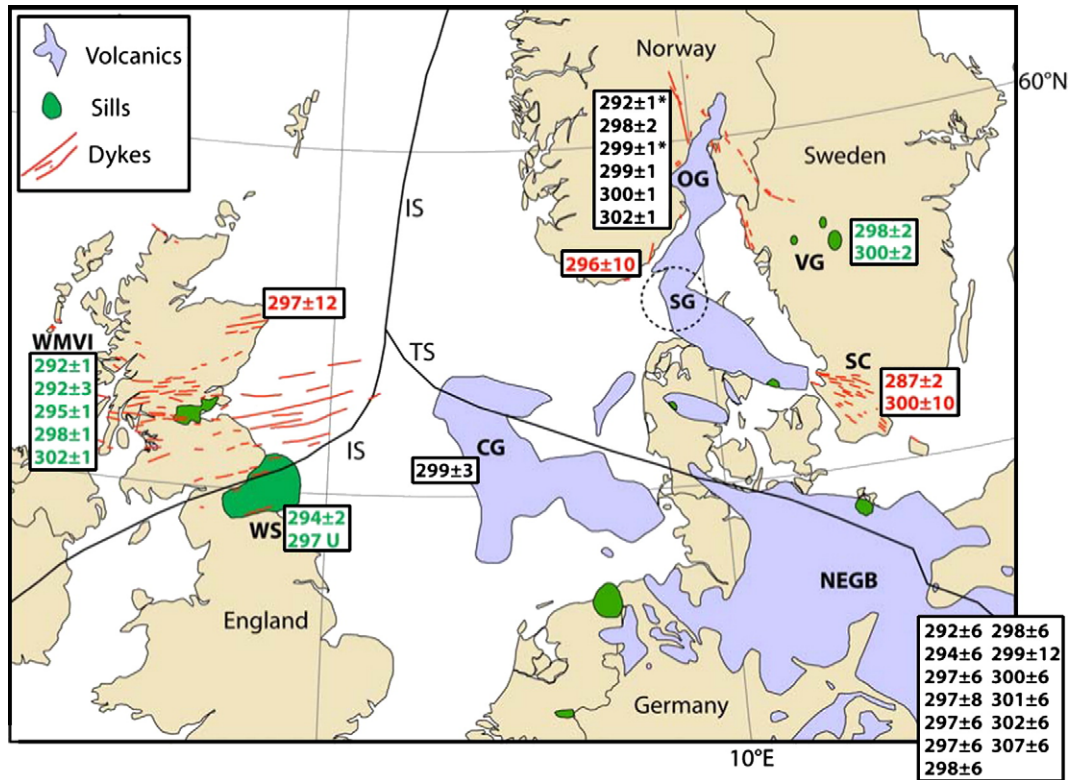 Volcanics
Sills
Dykes
Norway
60°N
292±1*
298±2
299±1*
299±1
300±1
302±1
Sweden
OG
IS
VG
298±2
300±2
296±10
297±12
SG
WMVI
292±1
292±3
295±1
298±1
302±1
TS
SC
287±2
300±10
IS
CG
299±3
WS
294±2
297 U
NEGB
England
Germany
292±6 298±6
294±6 299±12
297±6 300±6
297±8 301±6
297±6 302±6
297±6 307±6
298±6
10°E